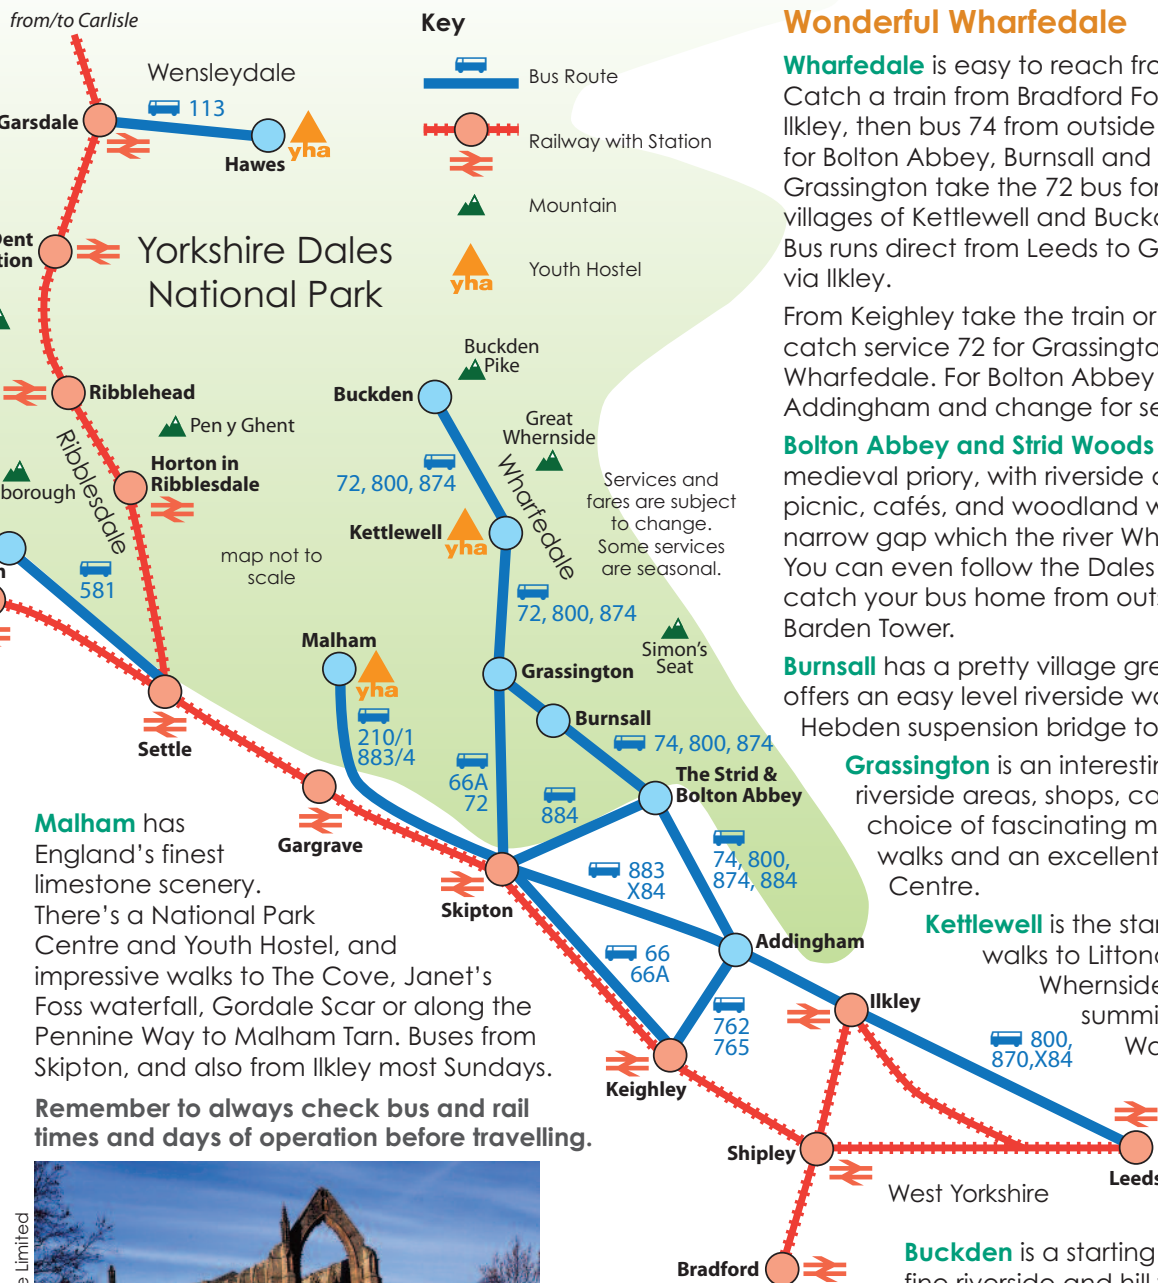 from/to Carlisle
Wensleydale
113
Garsdale
Hawes
yha
Key
Bus Route
Railway with Station
Mountain
Youth Hostel
yha
Yorkshire Dales
National Park
Ribblehead
Pen y Ghent
Ribblesdale
Horton in
Ribblesdale
581
map not to
scale
Buckden
Pike
Buckden
Great
Whernside
72, 800, 874
Wharfedale
Kettlewell
yha
Services and
fares are subject
to change.
Some services
are seasonal.
72, 800, 874
Simon's
Seat
Malham
yha
210/1
883/4
Grassington
Burnsall
74, 800, 874
66A
72
The Strid &
Bolton Abbey
884
Settle
Gargrave
Skipton
883
X84
74, 800,
874, 884
66
66A
Addingham
762
765
Ilkley
800,
870,X84
Keighley
Shipley
Leeds
West Yorkshire
Bradford
Malham has
England's finest
limestone scenery.
There's a National Park
Centre and Youth Hostel, and
impressive walks to The Cove, Janet's
Foss waterfall, Gordale Scar or along the
Pennine Way to Malham Tarn. Buses from
Skipton, and also from Ilkley most Sundays.
Remember to always check bus and rail
times and days of operation before travelling.
Limited
Wonderful Wharfedale
Wharfedale is easy to reach
Catch a train from Bradford
Ilkley, then bus 74 from outside
for Bolton Abbey, Burnsall and
Grassington take the 72 bus for
villages of Kettlewell and
Bus runs direct from Leeds to
via Ilkley.
From Keighley take the train or
catch service 72 for
Wharfedale. For Bolton Abbey
Addingham and change for
Bolton Abbey and Strid Woods
medieval priory, with riverside
picnic, cafés, and woodland
narrow gap which the river
You can even follow the Dales
catch your bus home from
Barden Tower.
Burnsall has a pretty village
offers an easy level riverside
Hebden suspension bridge to
Grassington is an
riverside areas, shops,
choice of fascinating
walks and an excellent
Centre.
Kettlewell is the
walks to
Whernside
Buckden is a starting
fine riverside and hill